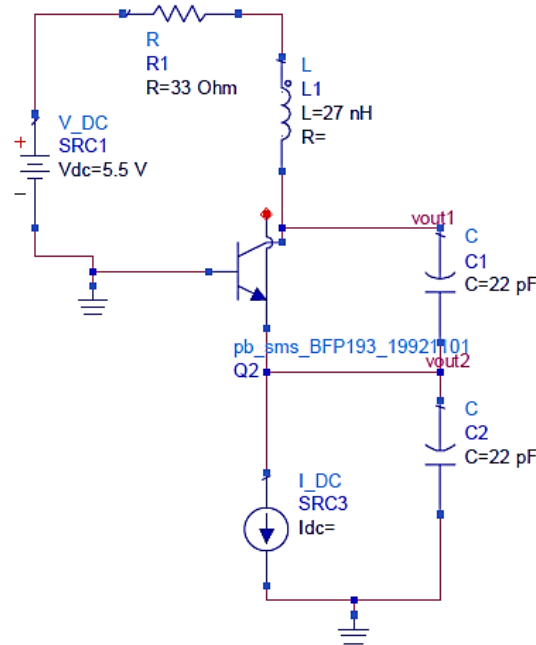 R
R1
R=33 Ohm
L
L1
L=27 nH
R=
V_DC
SRC1
Vdc=5.5 V
+
−
vout1
C
C1
C=22 pF
pb_sms_BFP193_19921101
Q2
vout2
C
C2
C=22 pF
I_DC
SRC3
Idc=